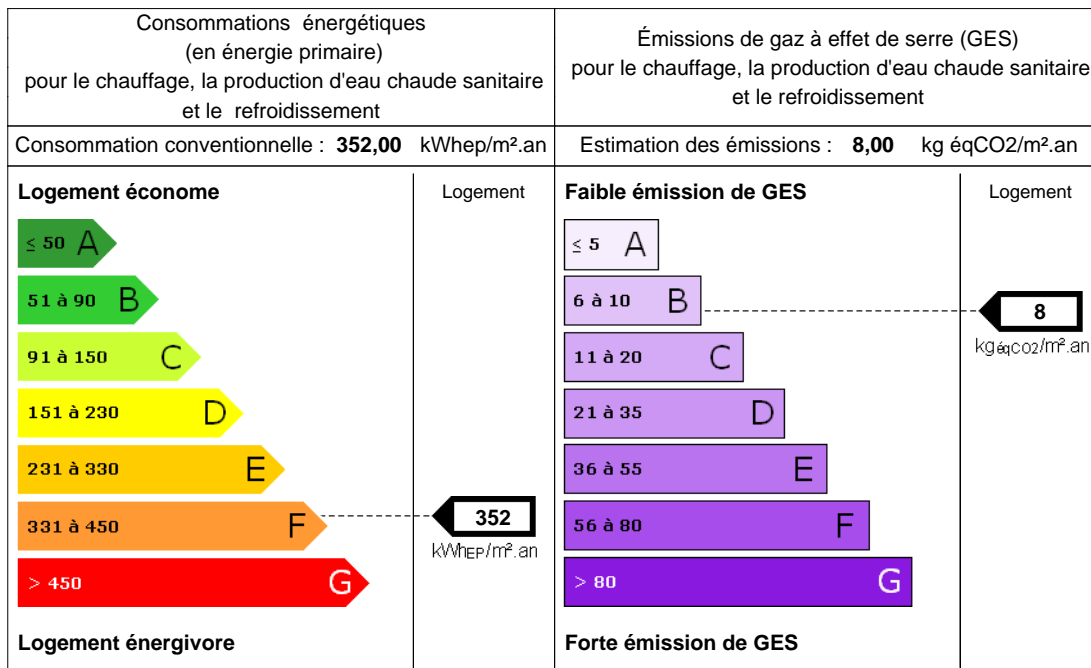 Consommations énergétiques
(en énergie primaire)
pour le chauffage, la production d'eau chaude sanitaire
et le refroidissement
Émissions de gaz à effet de serre (GES)
pour le chauffage, la production d'eau chaude sanitaire
et le refroidissement
Consommation conventionnelle : 352,00 kWhep/m².an
Estimation des émissions : 8,00 kg éqCO2/m².an
Logement économe
Logement
≤ 50 A
51 à 90 B
91 à 150 C
151 à 230 D
231 à 330 E
331 à 450 F
> 450 G
352
kWhEP/m².an
Logement énergivore
Faible émission de GES
Logement
≤ 5 A
6 à 10 B
11 à 20 C
21 à 35 D
36 à 55 E
56 à 80 F
> 80 G
8
kgéqCO2/m².an
Forte émission de GES